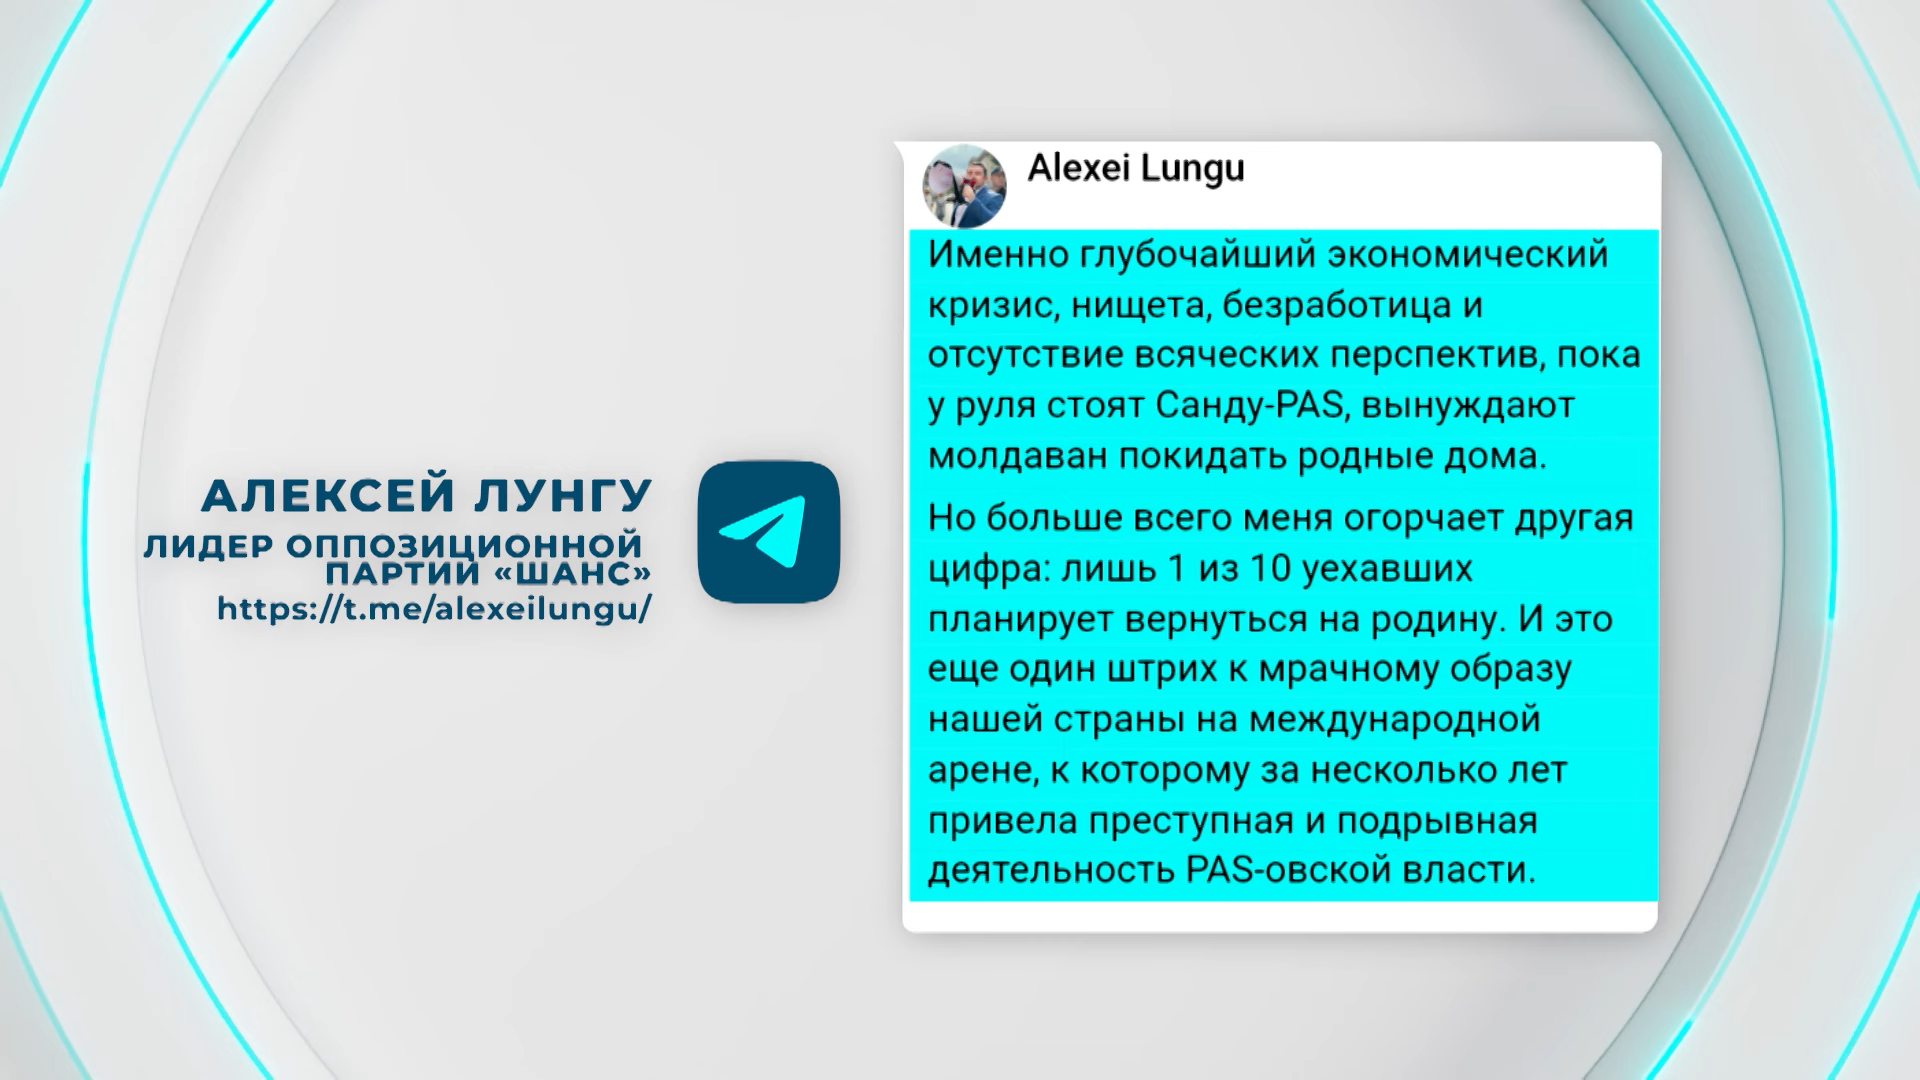 АЛЕКСЕЙ ЛУНГУ
ЛИДЕР ОППОЗИЦИОННОЙ
ПАРТИИ «ШАНС»
https://t.me/alexeilungu/
Alexei Lungu
Именно глубочайший экономический
кризис, нищета, безработица и
отсутствие всяческих перспектив, пока
у руля стоят Санду-PAS, вынуждают
молдаван покидать родные дома.
Но больше всего меня огорчает другая
цифра: лишь 1 из 10 уехавших
планирует вернуться на родину. И это
еще один штрих к мрачному образу
нашей страны на международной
арене, к которому за несколько лет
привела преступная и подрывная
деятельность PAS-овской власти.